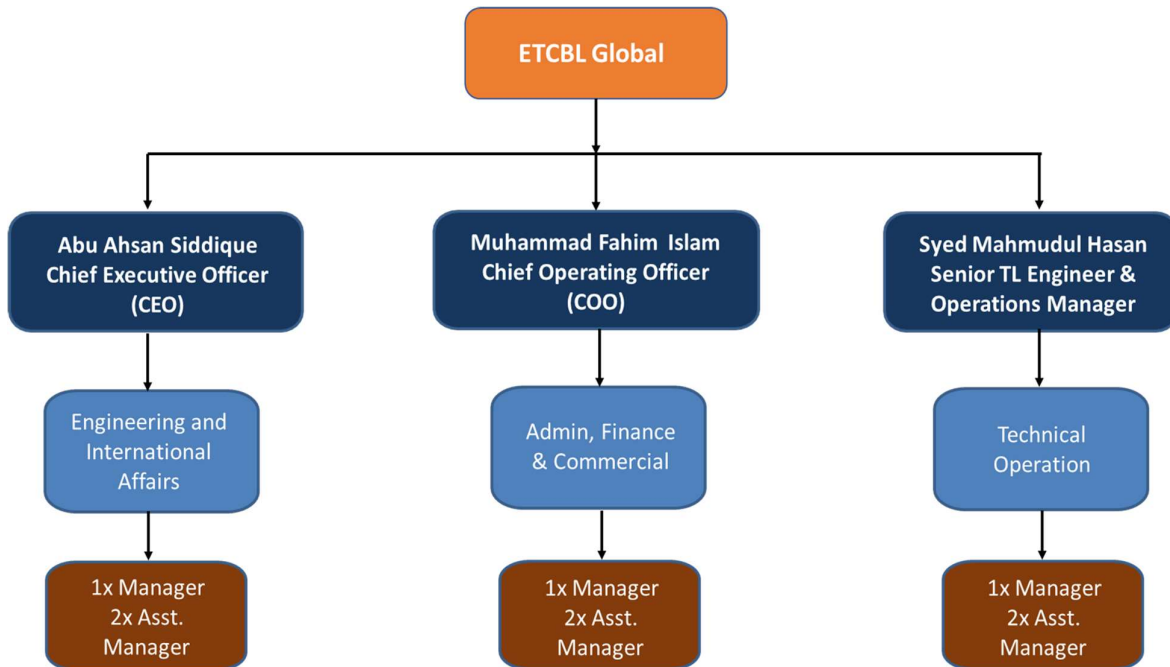 ETCBL Global
Abu Ahsan Siddique
Chief Executive Officer
(CEO)
Muhammad Fahim Islam
Chief Operating Officer
(COO)
Syed Mahmudul Hasan
Senior TL Engineer &
Operations Manager
Engineering and
International
Affairs
Admin, Finance
& Commercial
Technical
Operation
1x Manager
2x Asst.
Manager
1x Manager
2x Asst.
Manager
1x Manager
2x Asst.
Manager